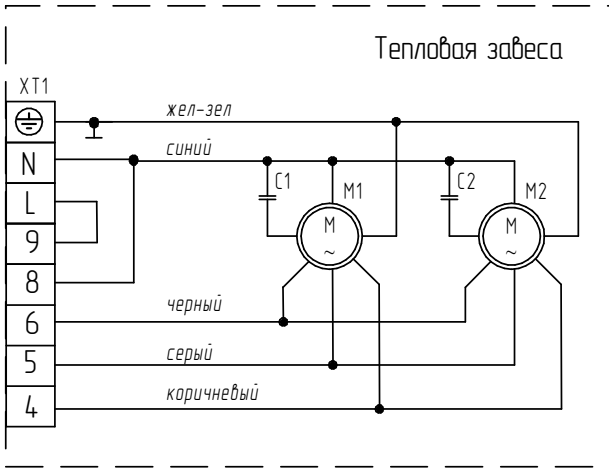 Тепловая завеса
XT1
жел-зел
N
синий
L
C1
M1
C2
M2
9
M
~
M
~
8
6
черный
5
серый
4
коричневый